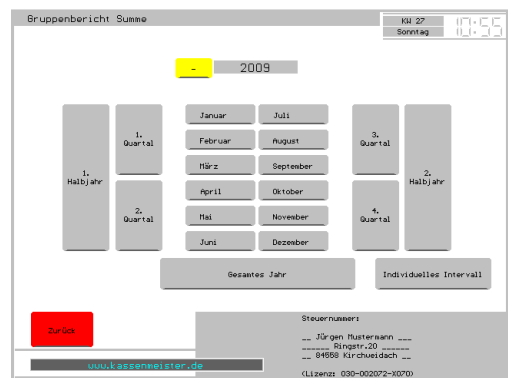 Gruppenbericht Summe
KW 27
Sonntag
10:55
- 2009
1. Halbjahr
1. Quartal
2. Quartal
Januar
Februar
März
April
Mai
Juni
Juli
August
September
Oktober
November
Dezember
3. Quartal
4. Quartal
2. Halbjahr
Gesamtes Jahr
Individuelles Intervall
Zurück
www.kassenmeister.de
Steuernummer:
__ Jürgen Mustermann ___
______ Ringstr.20 ______
__ 84558 Kirchweidach __
(Lizenz: 030-002072-X070)